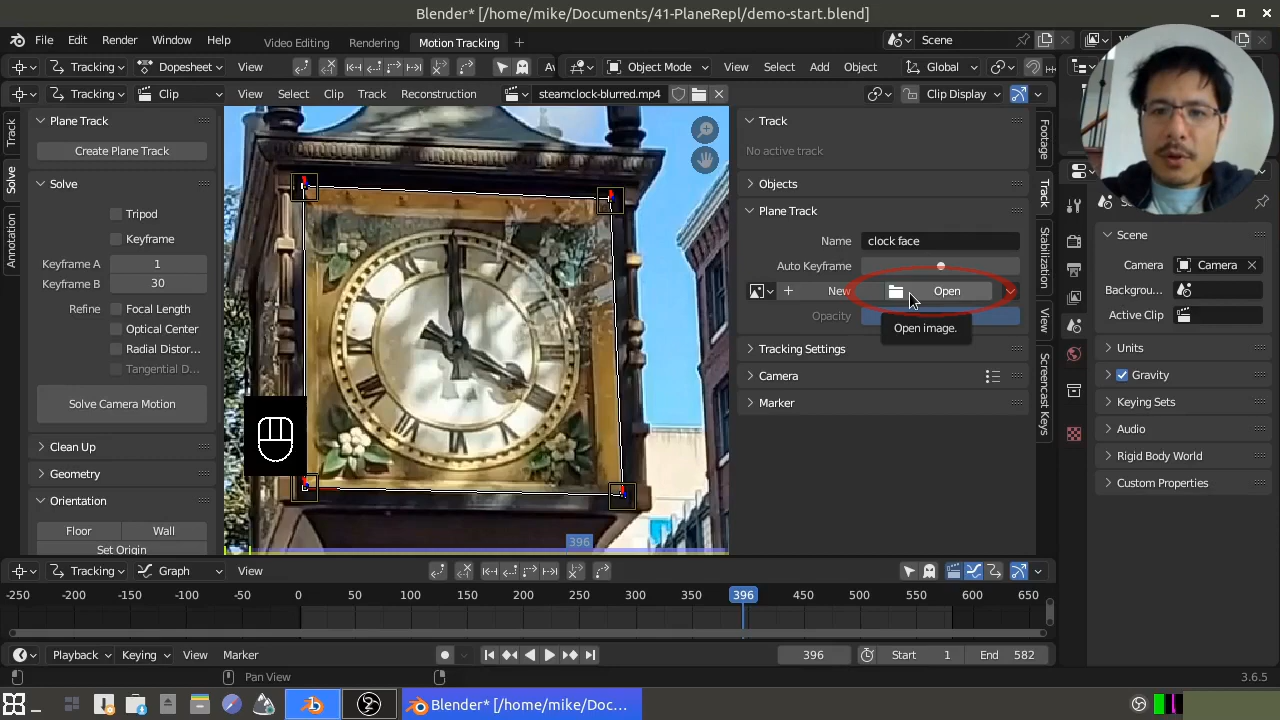 Blender* [/home/mike/Documents/41-PlaneRepl/demo-start.blend]
File Edit Render Window Help Video Editing Rendering Motion Tracking Scene
Tracking Dopesheet View Object Mode View Select Add Object Global
Tracking Clip View Select Clip Track Reconstruction steamclock-blurred.mp4 Clip Display
Track
Solve
Annotation
Plane Track
Create Plane Track
Solve
Tripod
Keyframe
Keyframe A 1
Keyframe B 30
Refine Focal Length
Optical Center
Radial Distor...
Tangential D...
Solve Camera Motion
Clean Up
Geometry
Orientation
Floor Wall
Set Origin
396
Track
No active track
Objects
Plane Track
Name clock face
Auto Keyframe
New Open
Opacity
Open image.
Tracking Settings
Camera
Marker
Footage
Track
Stabilization
View
Screencast Keys
Scene
Camera Camera
Backgrou...
Active Clip
Units
Gravity
Keying Sets
Audio
Rigid Body World
Custom Properties
Tracking Graph View
-250 -200 -150 -100 -50 0 50 100 150 200 250 300 350 396 450 500 550 600 650
Playback Keying View Marker 396 Start 1 End 582
Pan View 3.6.5
Blender* [/home/mike/Doc...